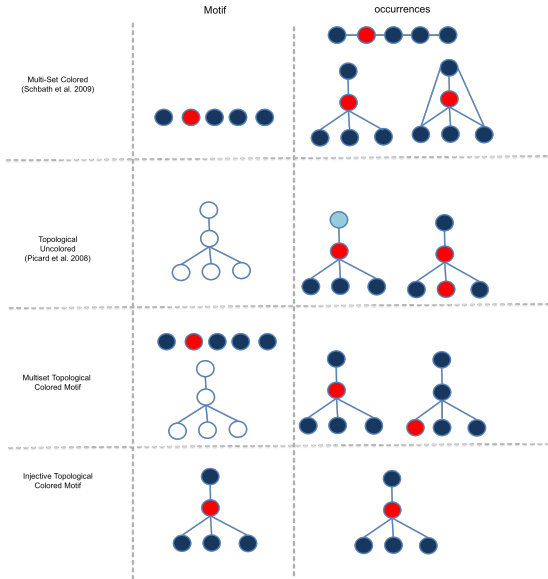 Motif
occurrences
Multi-Set Colored
(Schbath et al. 2009)
Topological
Uncolored
(Picard et al. 2008)
Multiset Topological
Colored Motif
Injective Topological
Colored Motif